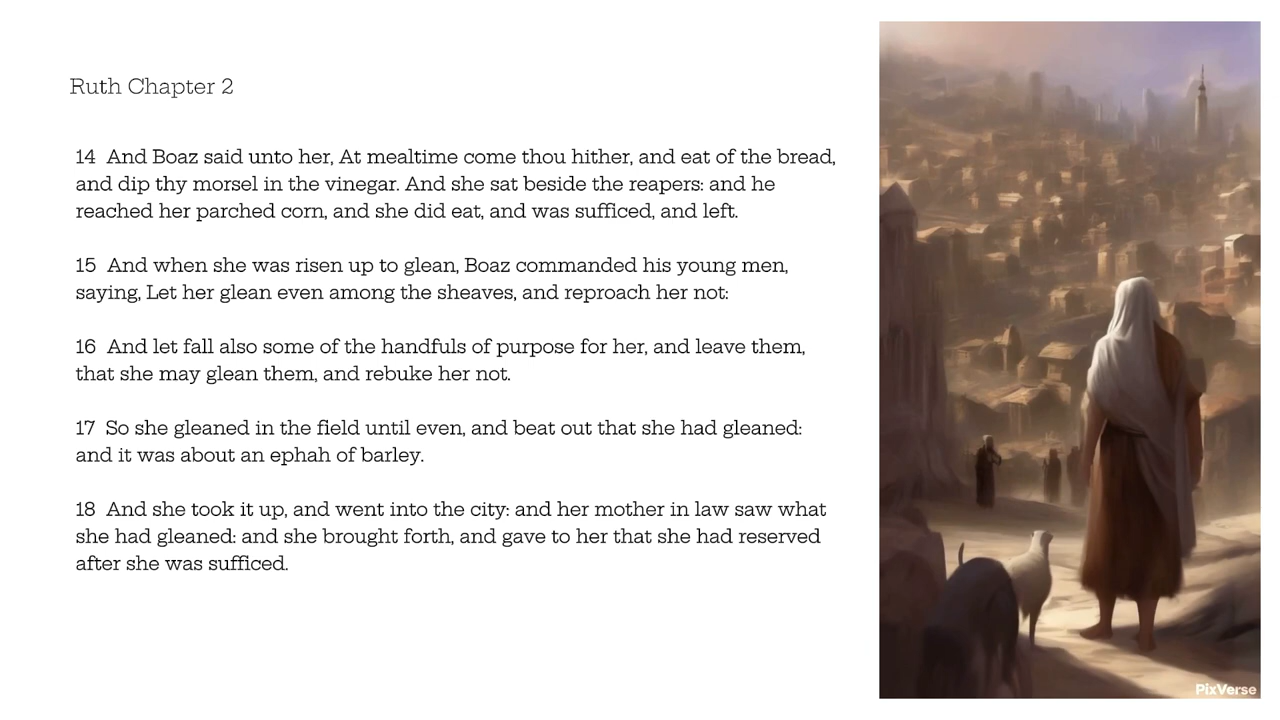 Ruth Chapter 2
14 And Boaz said unto her, At mealtime come thou hither, and eat of the bread,
and dip thy morsel in the vinegar. And she sat beside the reapers: and he
reached her parched corn, and she did eat, and was sufficed, and left.
15 And when she was risen up to glean, Boaz commanded his young men,
saying, Let her glean even among the sheaves, and reproach her not:
16 And let fall also some of the handfuls of purpose for her, and leave them,
that she may glean them, and rebuke her not.
17 So she gleaned in the field until even, and beat out that she had gleaned:
and it was about an ephah of barley.
18 And she took it up, and went into the city: and her mother in law saw what
she had gleaned: and she brought forth, and gave to her that she had reserved
after she was sufficed.
PixVerse